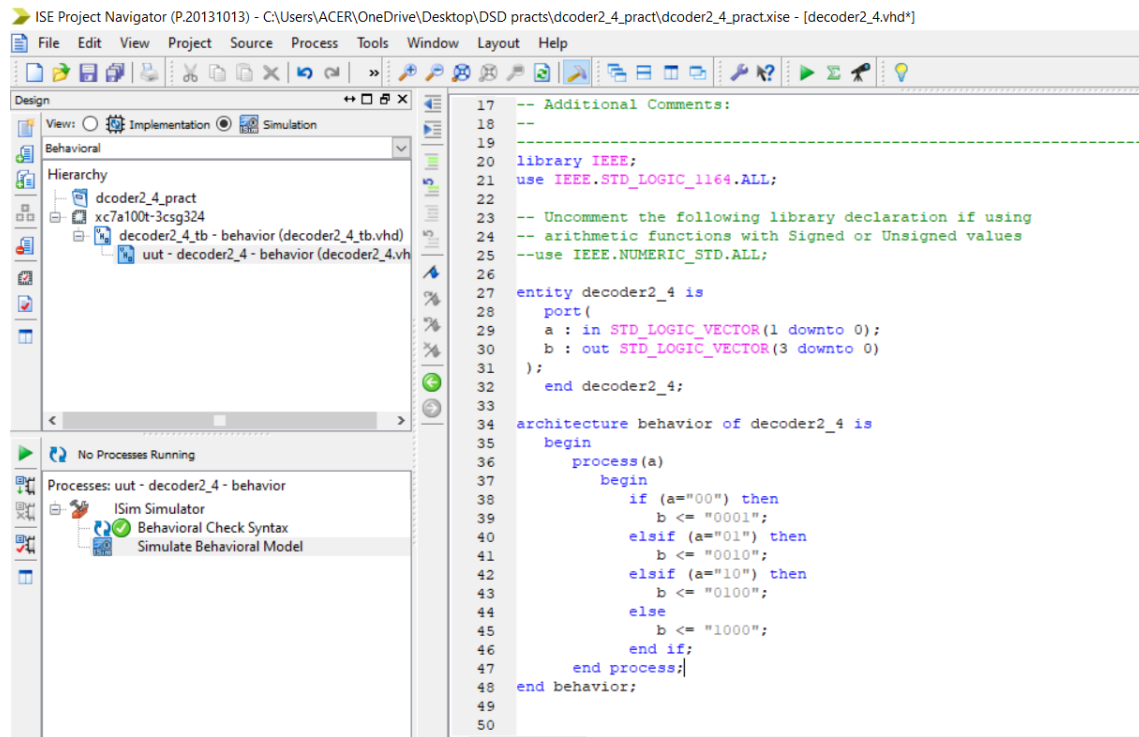 ISE Project Navigator (P.20131013) - C:\Users\ACER\OneDrive\Desktop\DSD practs\dcoder2_4_pract\dcoder2_4_pract.xise - [decoder2_4.vhd*]
File Edit View Project Source Process Tools Window Layout Help
»
Design
View: Implementation Simulation
Behavioral
Hierarchy
dcoder2_4_pract
xc7a100t-3csg324
decoder2_4_tb - behavior (decoder2_4_tb.vhd)
uut - decoder2_4 - behavior (decoder2_4.vh
No Processes Running
Processes: uut - decoder2_4 - behavior
ISim Simulator
Behavioral Check Syntax
Simulate Behavioral Model
17 -- Additional Comments:
18 --
19 ----------------------------------------------------------------------------------
20 library IEEE;
21 use IEEE.STD_LOGIC_1164.ALL;
22
23 -- Uncomment the following library declaration if using
24 -- arithmetic functions with Signed or Unsigned values
25 --use IEEE.NUMERIC_STD.ALL;
26
27 entity decoder2_4 is
28 port(
29 a : in STD_LOGIC_VECTOR(1 downto 0);
30 b : out STD_LOGIC_VECTOR(3 downto 0)
31 );
32 end decoder2_4;
33
34 architecture behavior of decoder2_4 is
35 begin
36 process(a)
37 begin
38 if (a="00") then
39 b <= "0001";
40 elsif (a="01") then
41 b <= "0010";
42 elsif (a="10") then
43 b <= "0100";
44 else
45 b <= "1000";
46 end if;
47 end process;
48 end behavior;
49
50